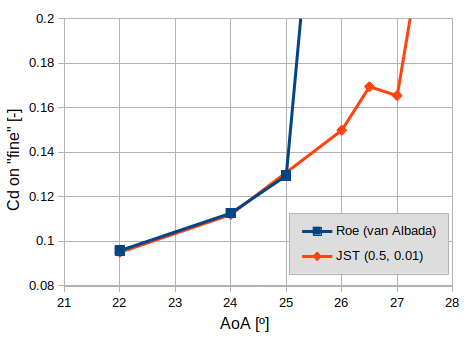 0.2
0.18
0.16
0.14
0.12
0.1
0.08
Cd on "fine" [-]
Roe (van Albada)
JST (0.5, 0.01)
21 22 23 24 25 26 27 28
AoA [º]